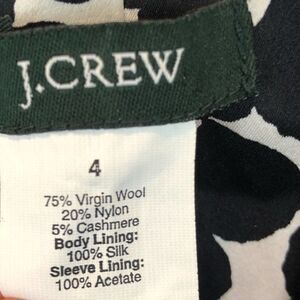 J.CREW
4
75% Virgin Wool
20% Nylon
5% Cashmere
Body Lining:
100% Silk
Sleeve Lining:
100% Acetate